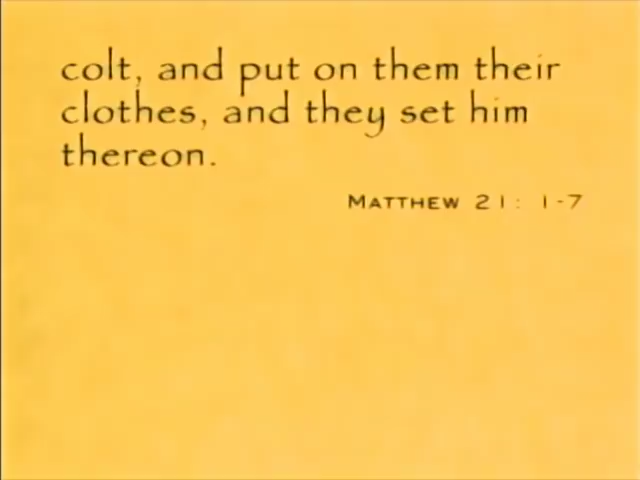 colt, and put on them their
clothes, and they set him
thereon.
MATTHEW 21: 1-7